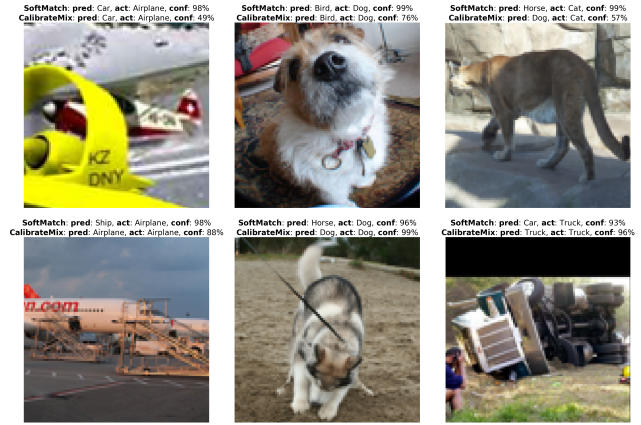 SoftMatch: pred: Car, act: Airplane, conf: 98%
CalibrateMix: pred: Car, act: Airplane, conf: 49%
SoftMatch: pred: Bird, act: Dog, conf: 99%
CalibrateMix: pred: Bird, act: Dog, conf: 76%
SoftMatch: pred: Horse, act: Cat, conf: 99%
CalibrateMix: pred: Dog, act: Cat, conf: 57%
KZ
DNY
SoftMatch: pred: Ship, act: Airplane, conf: 98%
CalibrateMix: pred: Airplane, act: Airplane, conf: 88%
SoftMatch: pred: Horse, act: Dog, conf: 96%
CalibrateMix: pred: Dog, act: Dog, conf: 99%
SoftMatch: pred: Car, act: Truck, conf: 93%
CalibrateMix: pred: Truck, act: Truck, conf: 96%
n.com